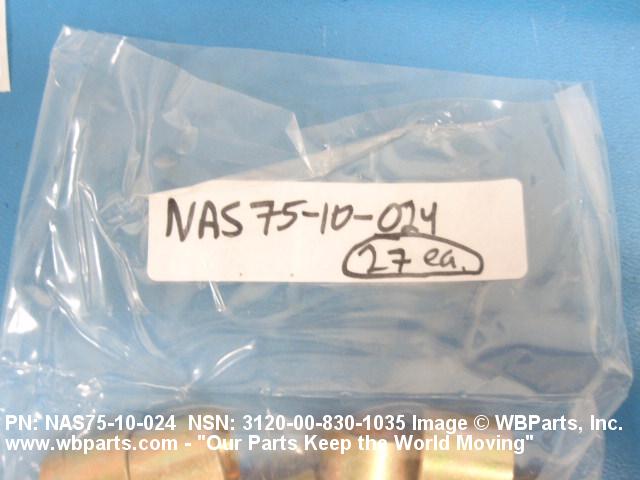 NAS75-10-024
27 ea.
PN: NAS75-10-024 NSN: 3120-00-830-1035 Image © WBParts, Inc.
www.wbparts.com - "Our Parts Keep the World Moving"